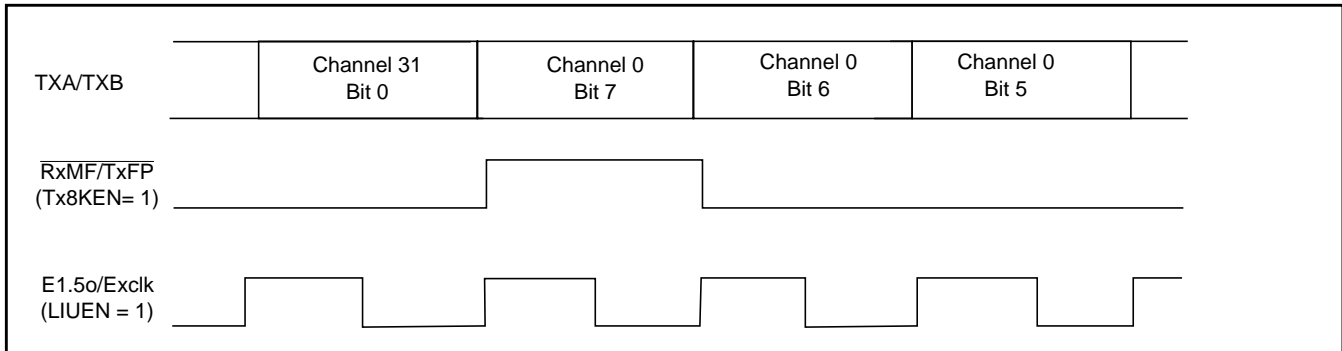 TXA/TXB
Channel 31
Bit 0
Channel 0
Bit 7
Channel 0
Bit 6
Channel 0
Bit 5
RxMF/TxFP
(Tx8KEN= 1)
E1.5o/Exclk
(LIUEN = 1)